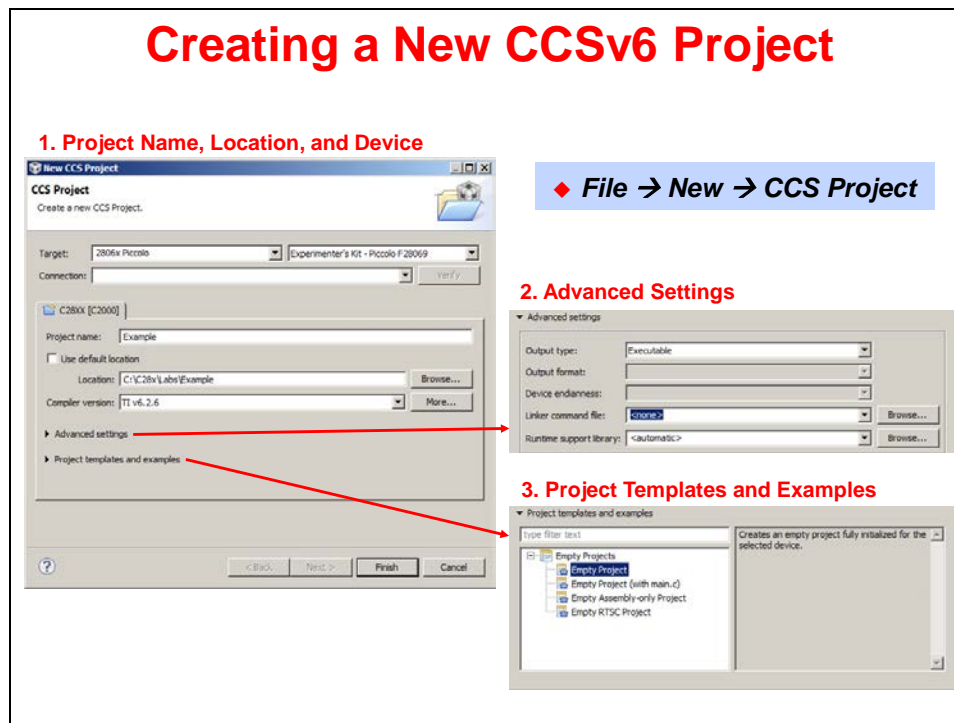 Creating a New CCSv6 Project
1. Project Name, Location, and Device
New CCS Project
CCS Project
Create a new CCS Project.
Target: 2806x Piccolo Experimenter's Kit - Piccolo F28069
Connection: Verify
C28XX [C2000]
Project name: Example
Use default location
Location: C:\C28x\Labs\Example Browse...
Compiler version: TI v6.2.6 More...
Advanced settings
Project templates and examples
? < Back Next > Finish Cancel
◆ File → New → CCS Project
2. Advanced Settings
Advanced settings
Output type: Executable
Output format:
Device endianness:
Linker command file: <none> Browse...
Runtime support library: <automatic> Browse...
3. Project Templates and Examples
Project templates and examples
type filter text
Empty Projects
Empty Project
Empty Project (with main.c)
Empty Assembly-only Project
Empty RTSC Project
Creates an empty project fully initialized for the
selected device.